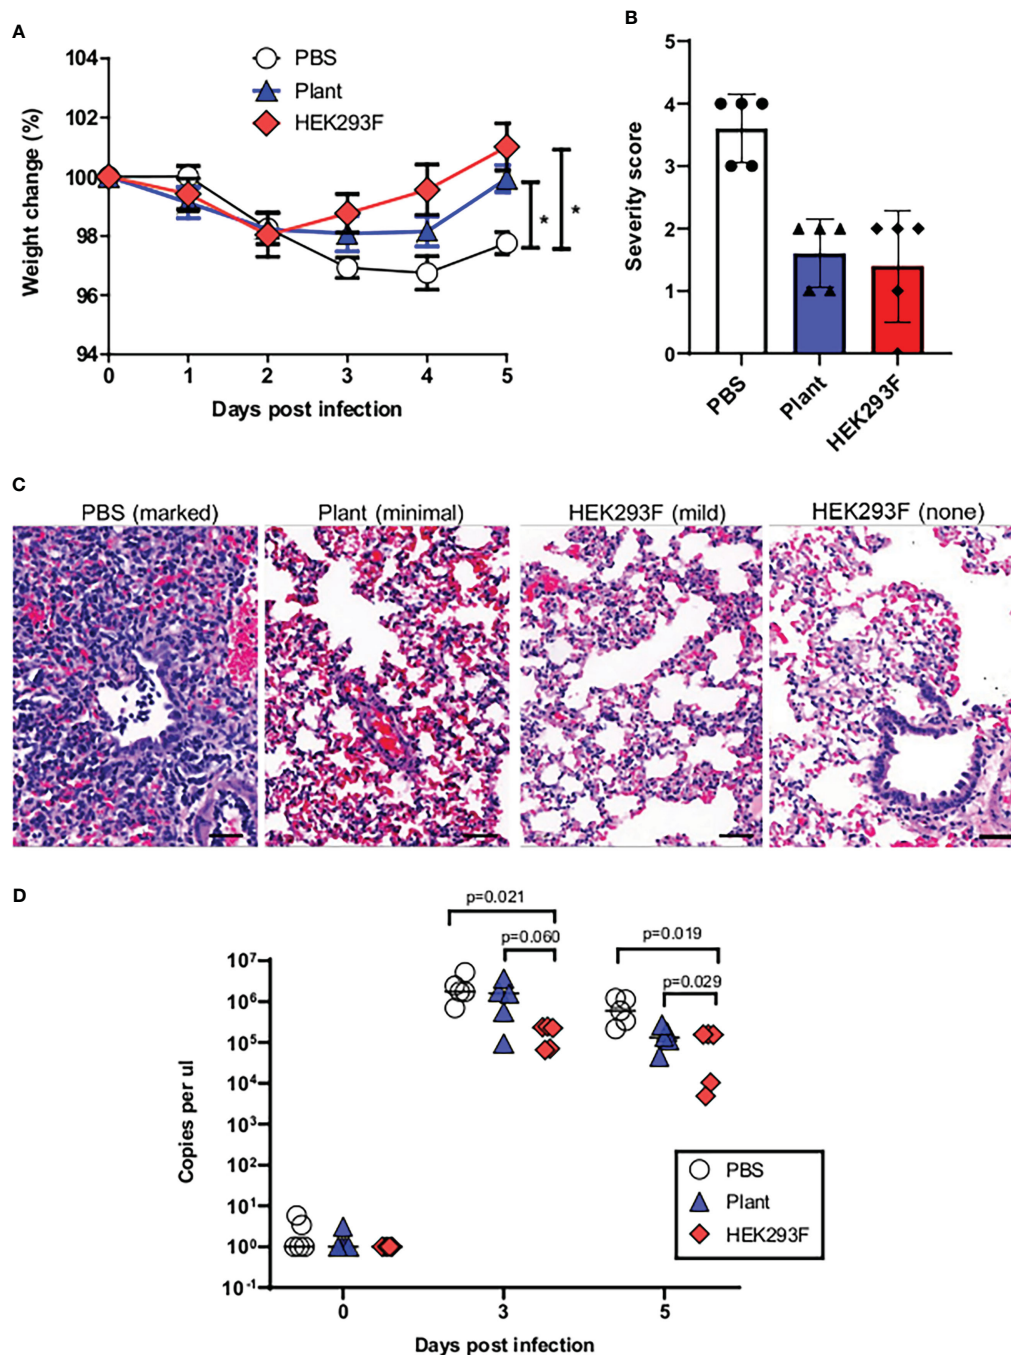 A
104
102
100
98
96
94
Weight change (%)
PBS
Plant
HEK293F
*
*
0 1 2 3 4 5
Days post infection
B
5
4
3
2
1
0
Severity score
PBS
Plant
HEK293F
C
PBS (marked)
Plant (minimal)
HEK293F (mild)
HEK293F (none)
D
p=0.021
p=0.060
p=0.019
p=0.029
10⁷
10⁶
10⁵
10⁴
10³
10²
10¹
10⁰
10⁻¹
Copies per ul
PBS
Plant
HEK293F
0 3 5
Days post infection